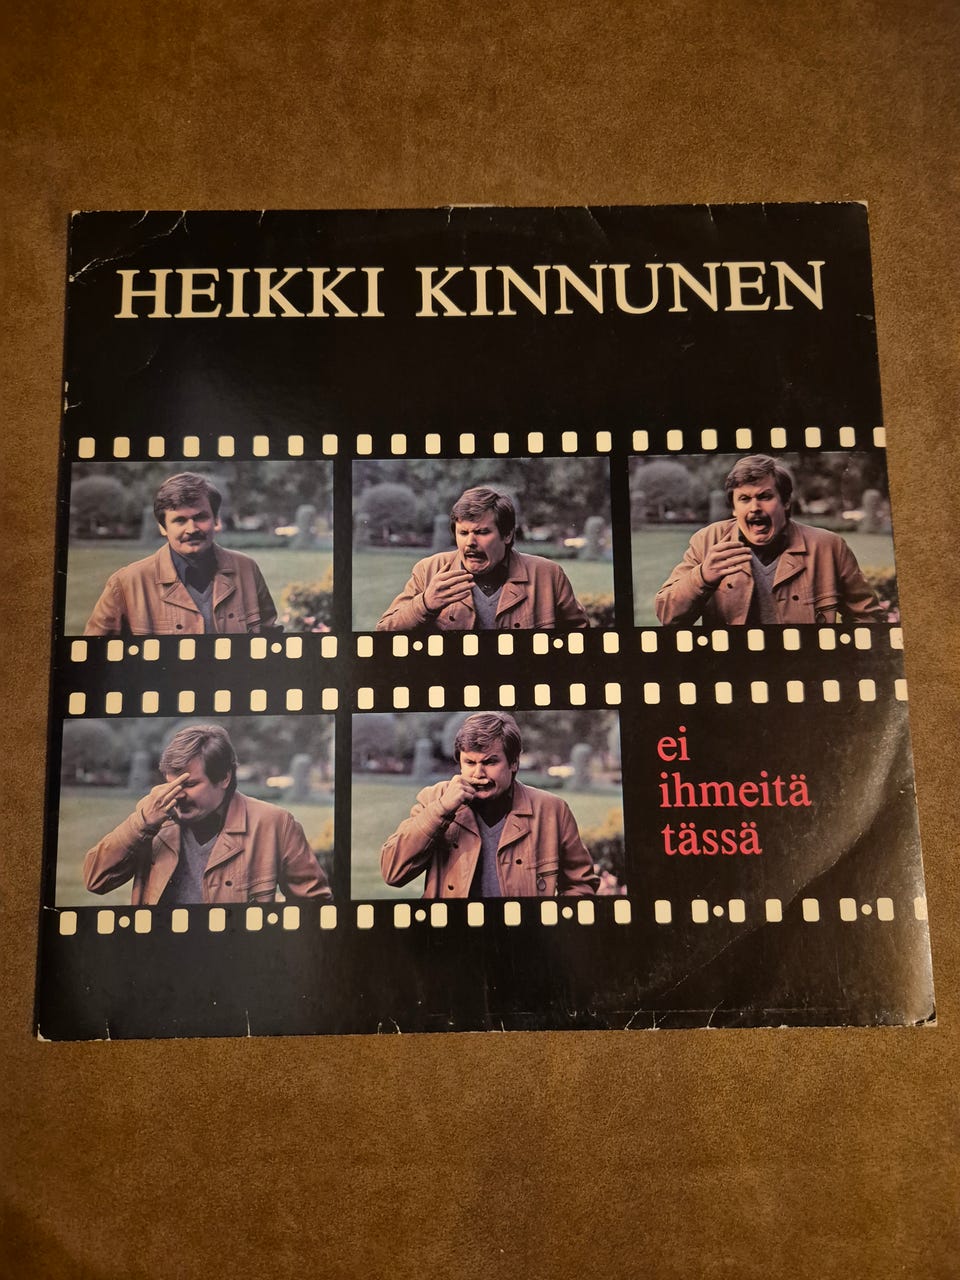 HEIKKI KINNUNEN
ei
ihmeitä
tässä